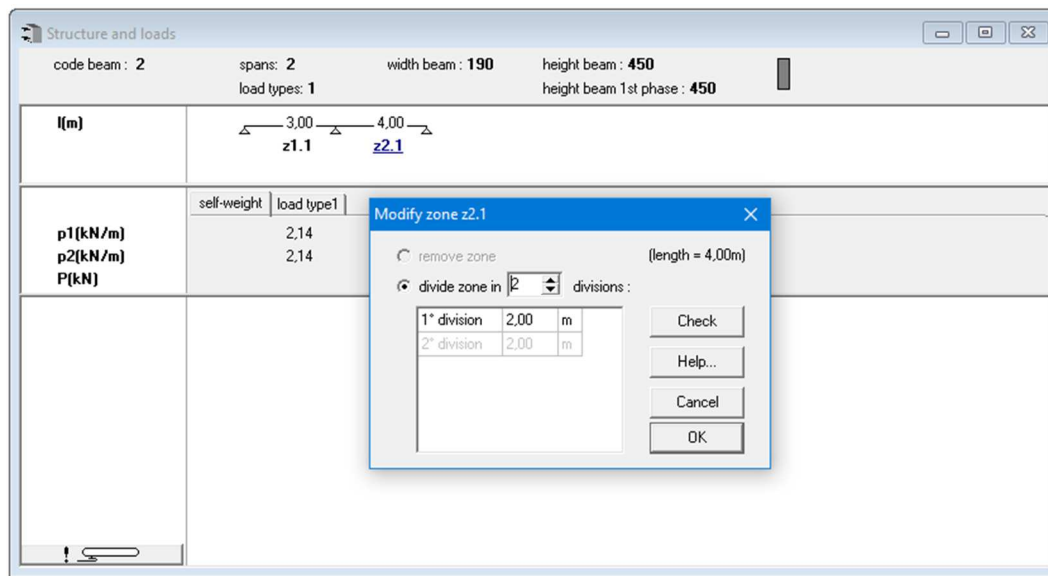 Structure and loads
code beam : 2 spans: 2 width beam : 190 height beam : 450
load types: 1 height beam 1st phase : 450
l(m) 3,00 4,00
z1.1 z2.1
self-weight load type1
p1(kN/m) 2,14
p2(kN/m) 2,14
P(kN)
Modify zone z2.1
remove zone (length = 4,00m)
divide zone in 2 divisions :
1° division 2,00 m
2° division 2,00 m
Check
Help...
Cancel
OK